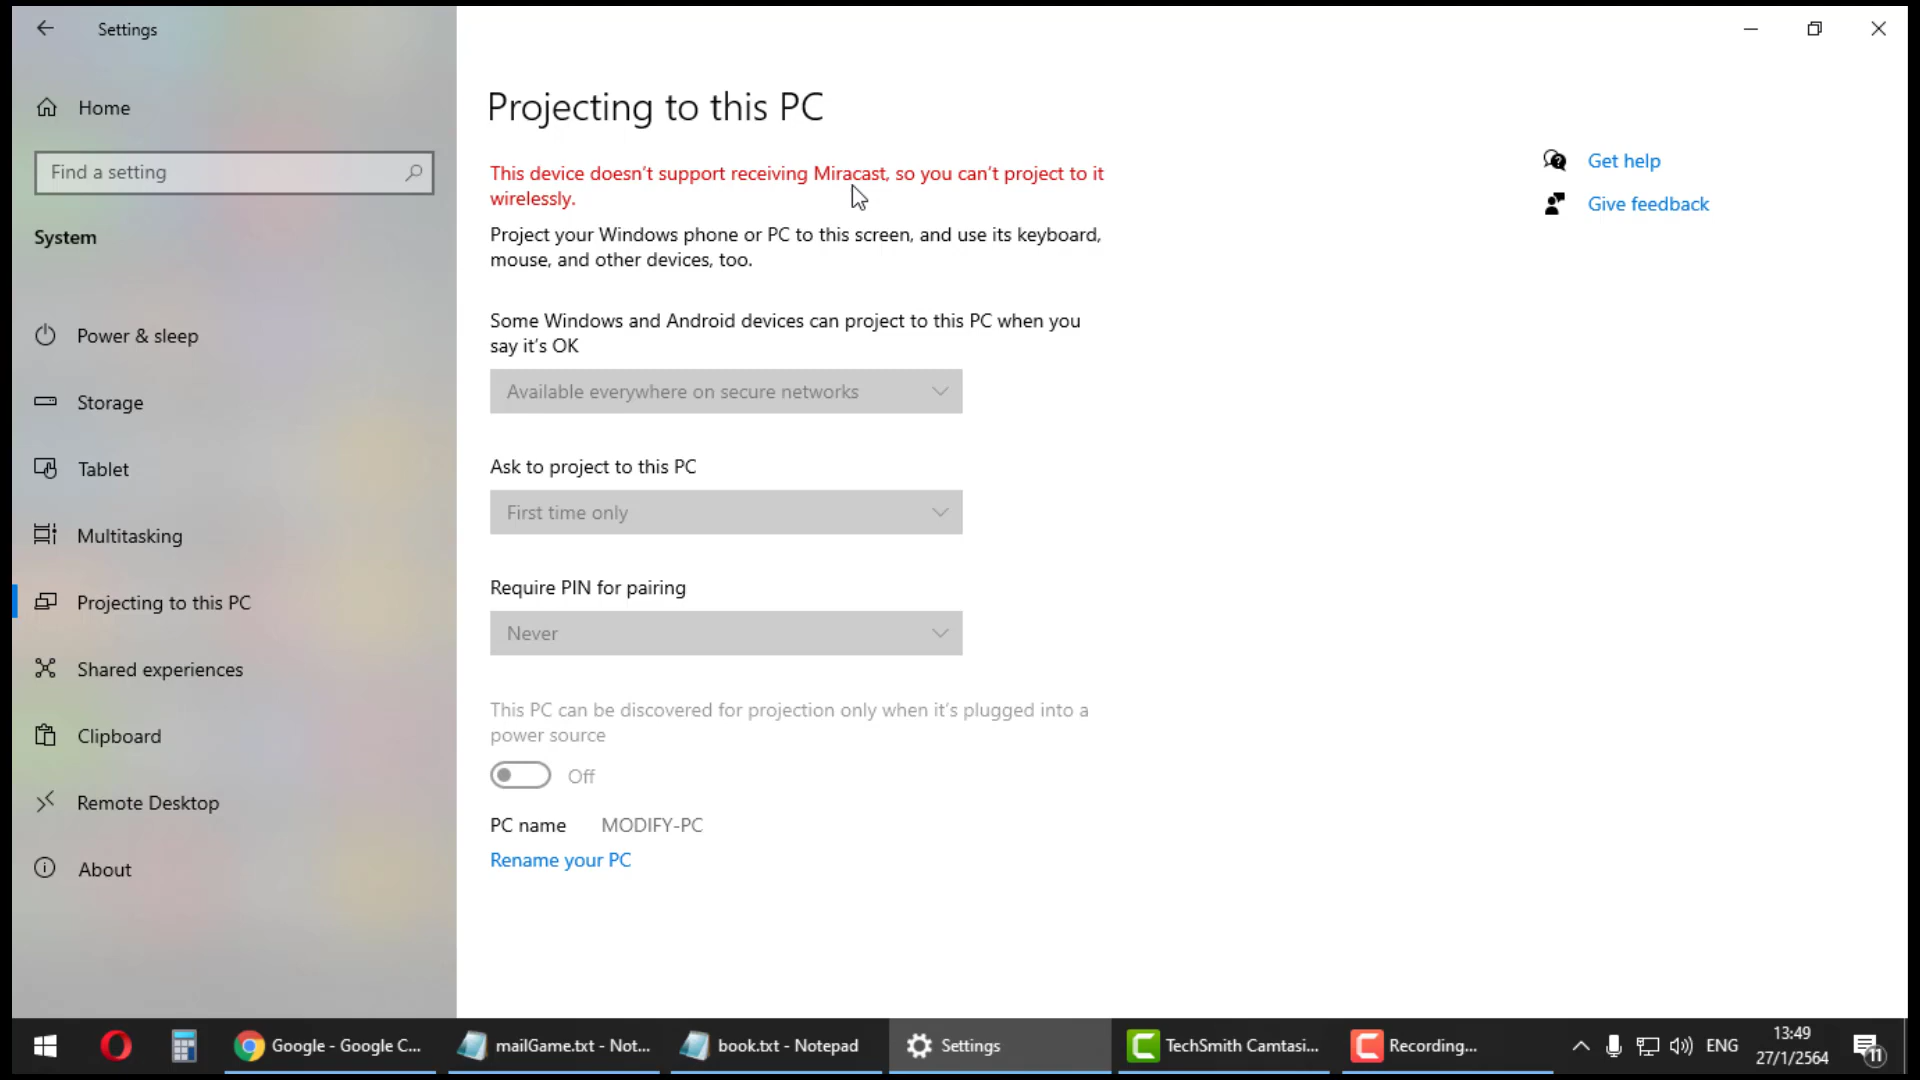 Settings
Home
Find a setting
System
Power & sleep
Storage
Tablet
Multitasking
Projecting to this PC
Shared experiences
Clipboard
Remote Desktop
About
Projecting to this PC
This device doesn't support receiving Miracast, so you can't project to it
wirelessly.
Project your Windows phone or PC to this screen, and use its keyboard,
mouse, and other devices, too.
Some Windows and Android devices can project to this PC when you
say it's OK
Available everywhere on secure networks
Ask to project to this PC
First time only
Require PIN for pairing
Never
This PC can be discovered for projection only when it's plugged into a
power source
Off
PC name MODIFY-PC
Rename your PC
Get help
Give feedback
Google - Google C...
mailGame.txt - Not...
book.txt - Notepad
Settings
TechSmith Camtasi...
Recording...
ENG
13:49
27/1/2564
11